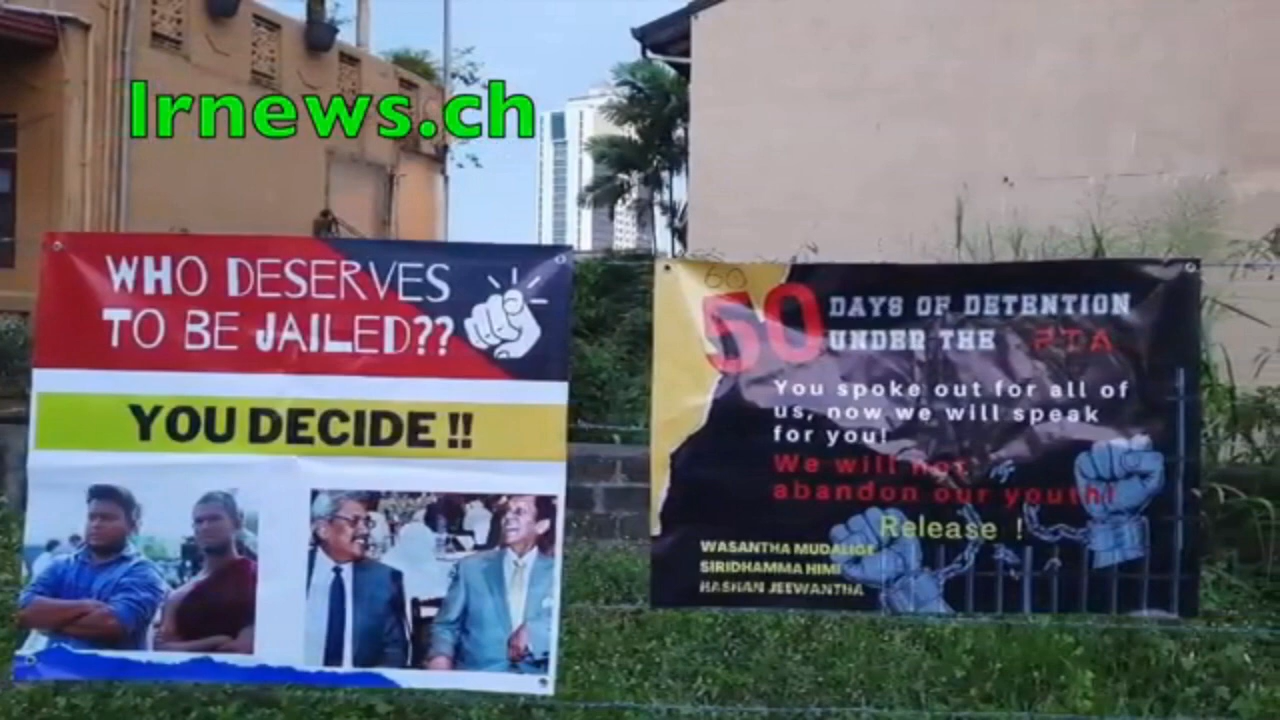 lrnews.ch
WHO DESERVES
TO BE JAILED??
YOU DECIDE !!
60
50 DAYS OF DETENTION
UNDER THE PTA
You spoke out for all of
us, now we will speak
for you!
We will not
abandon our youth!
Release !
WASANTHA MUDALIGE
SIRIDHAMMA HIMI
HASHAN JEEWANTHA